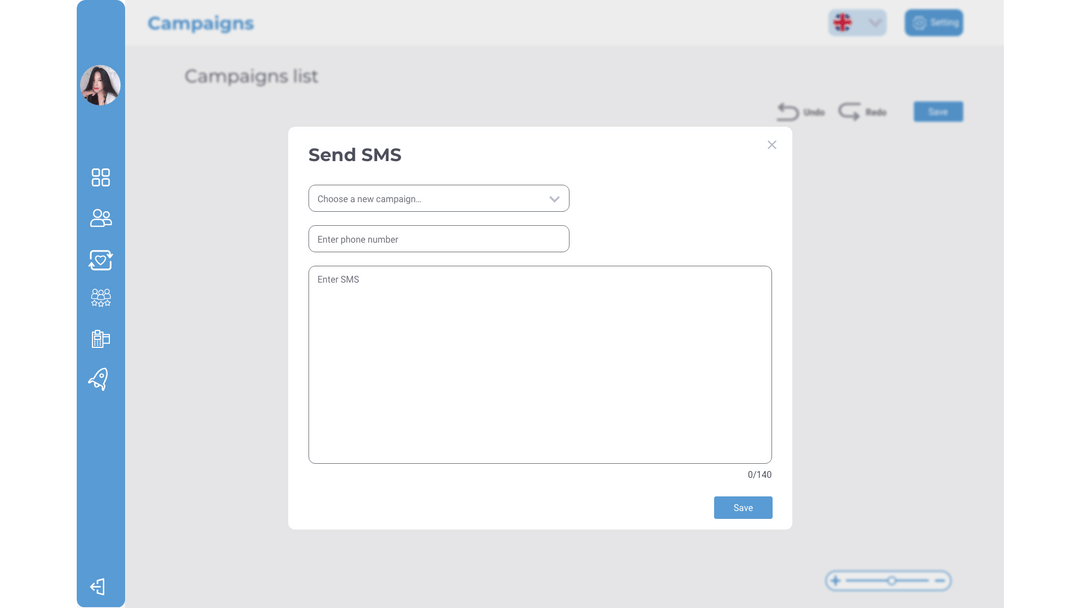 Campaigns
Setting
Campaigns list
Undo
Redo
Save
Send SMS
Choose a new campaign...
Enter phone number
Enter SMS
0/140
Save